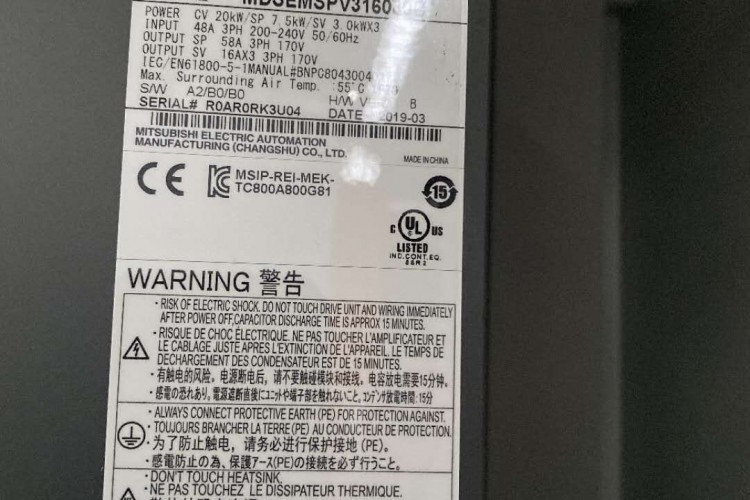 POWER CV 20kW/SP 7.5kW/SV 3.0kWX3
INPUT 48A 3PH 200-240V 50/60Hz
OUTPUT SP 58A 3PH 170V
OUTPUT SV 16AX3 3PH 170V
IEC/EN61800-5-1MANUAL#BNPC8043004
Max. Surrounding Air Temp. 55°C
S/W A2/B0/B0
H/W VER. B
SERIAL# R0AR0RK3U04 DATE 2019-03
MITSUBISHI ELECTRIC AUTOMATION
MANUFACTURING (CHANGSHU) CO., LTD.
MADE IN CHINA
CE
MSIP-REI-MEK-
TC800A800G81
15
C UL US
LISTED
IND.CONT.EQ.
WARNING 警告
・RISK OF ELECTRIC SHOCK. DO NOT TOUCH DRIVE UNIT AND WIRING IMMEDIATELY
AFTER POWER OFF,CAPACITOR DISCHARGE TIME IS APPROX 15 MINUTES.
・RISQUE DE CHOC ÉLECTRIQUE. NE PAS TOUCHER L'AMPLIFICATEUR ET
LE CABLAGE JUSTE APRES L'EXTINCTION DE L'APPAREIL. LE TEMPS DE
DECHARGEMENT DES CONDENSATEUR EST DE 15 MINUTES.
・有触电的风险。电源断电后，请不要触碰模块和接线。电容放电需要15分钟。
・感電の恐れあり。電源遮断直後にユニットや端子部を触れないこと。コンデンサ放電時間:15分
・ALWAYS CONNECT PROTECTIVE EARTH (PE) FOR PROTECTION AGAINST.
・TOUJOURS BRANCHER LA TERRE (PE) AU CONDUCTEUR DE PROTECTION.
・为了防止触电，请务必进行保护接地 (PE)。
・感電防止の為、保護アース(PE)の接続を必ず行うこと。
・DON'T TOUCH HEATSINK.
・NE PAS TOUCHEZ LE DISSIPATEUR THERMIQUE.